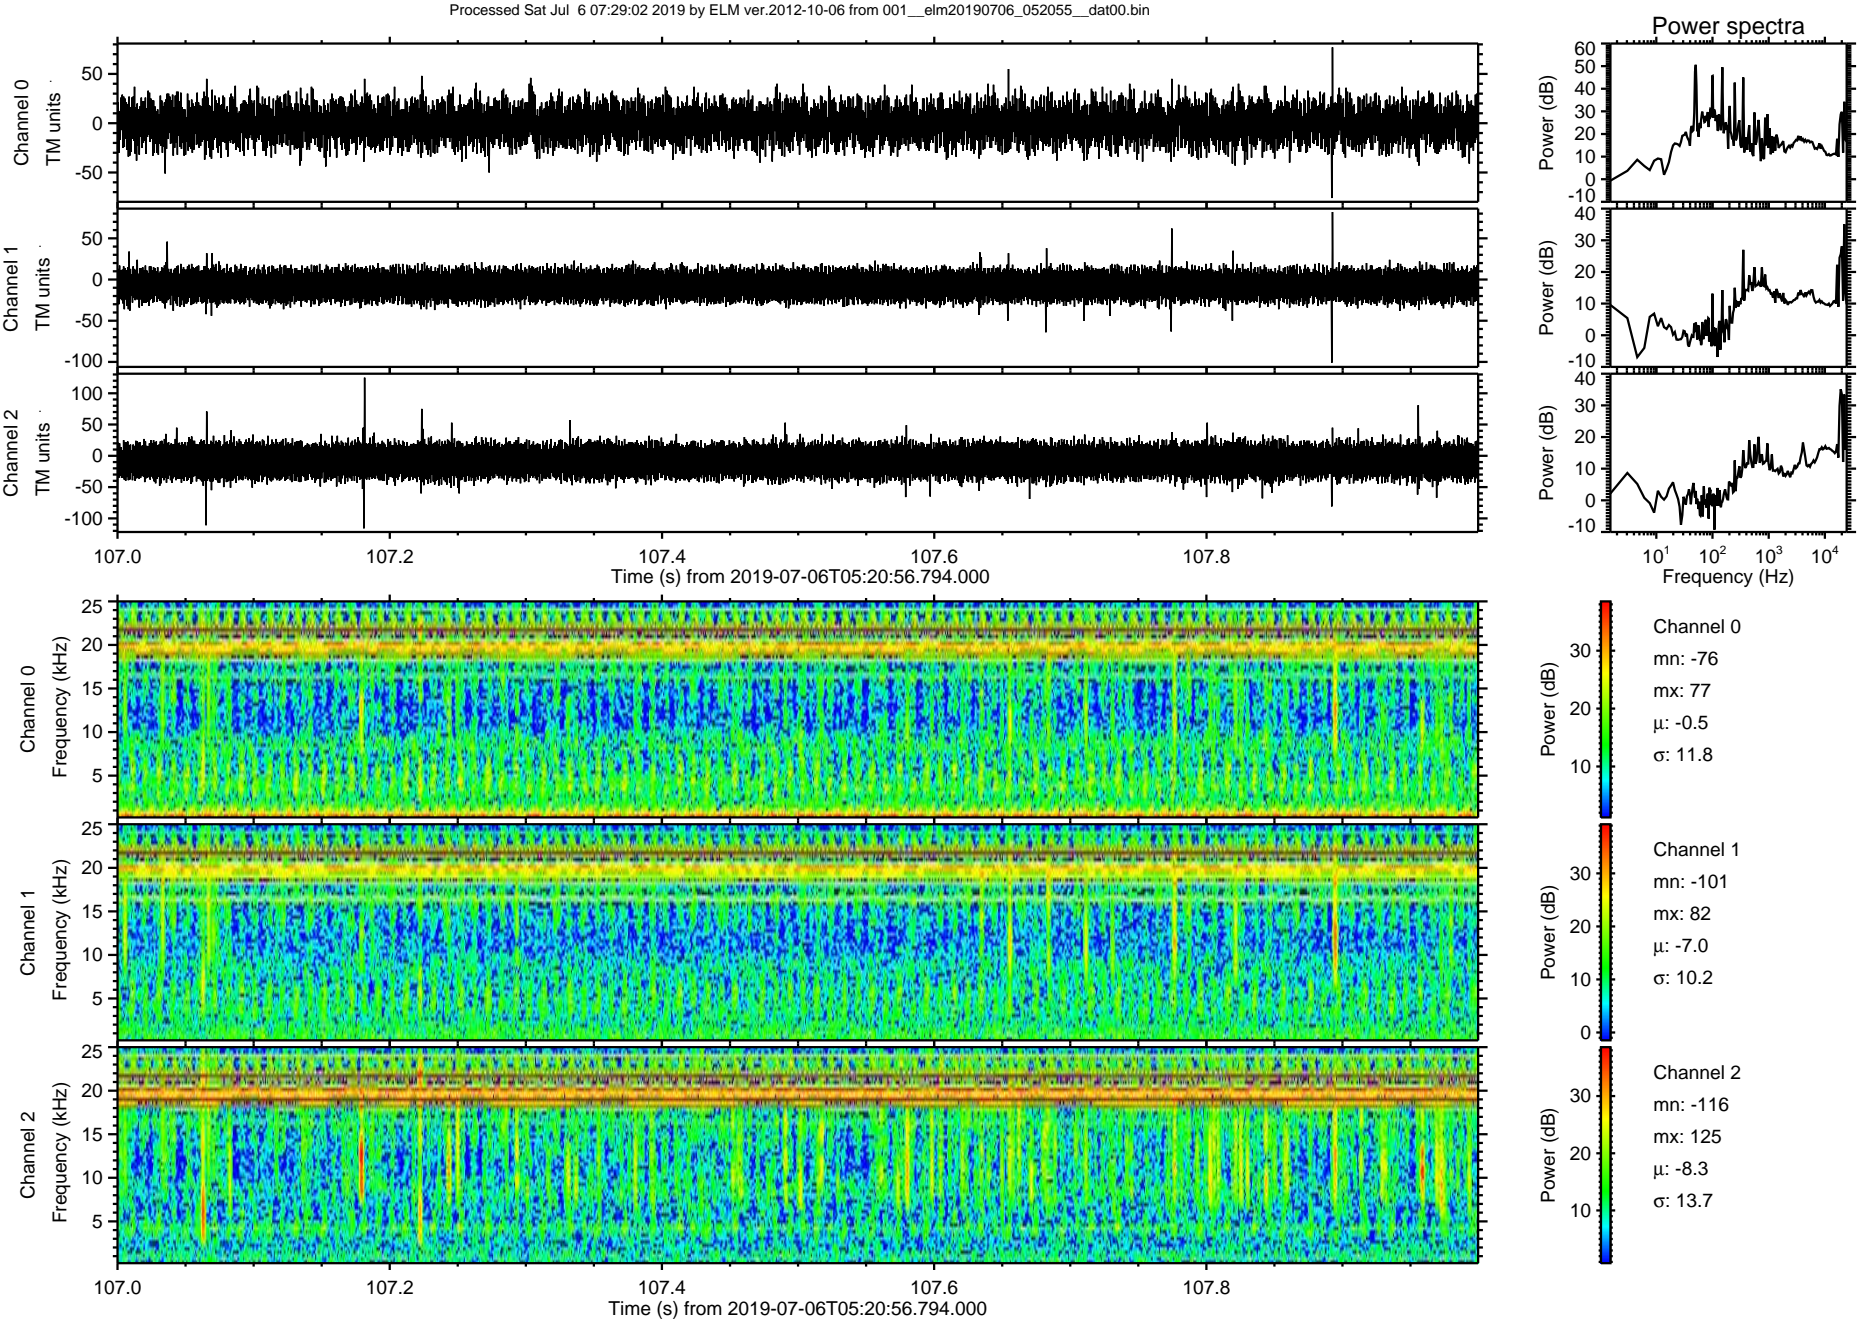 Processed Sat Jul  6 07:29:02 2019 by ELM ver.2012-10-06 from 001__elm20190706_052055__dat00.bin
Power spectra
Channel 0
TM units
50
0
-50
Power (dB)
60
50
40
30
20
10
0
-10
Channel 1
TM units
50
0
-50
-100
Power (dB)
40
30
20
10
0
-10
Channel 2
TM units
100
50
0
-50
-100
Power (dB)
40
30
20
10
0
-10
107.0 107.2 107.4 107.6 107.8
Time (s) from 2019-07-06T05:20:56.794.000
10^1 10^2 10^3 10^4
Frequency (Hz)
Channel 0
Frequency (kHz)
25
20
15
10
5
Power (dB)
30
20
10
Channel 0
mn: -76
mx: 77
μ: -0.5
σ: 11.8
Channel 1
Frequency (kHz)
25
20
15
10
5
Power (dB)
30
20
10
0
Channel 1
mn: -101
mx: 82
μ: -7.0
σ: 10.2
Channel 2
Frequency (kHz)
25
20
15
10
5
Power (dB)
30
20
10
Channel 2
mn: -116
mx: 125
μ: -8.3
σ: 13.7
107.0 107.2 107.4 107.6 107.8
Time (s) from 2019-07-06T05:20:56.794.000